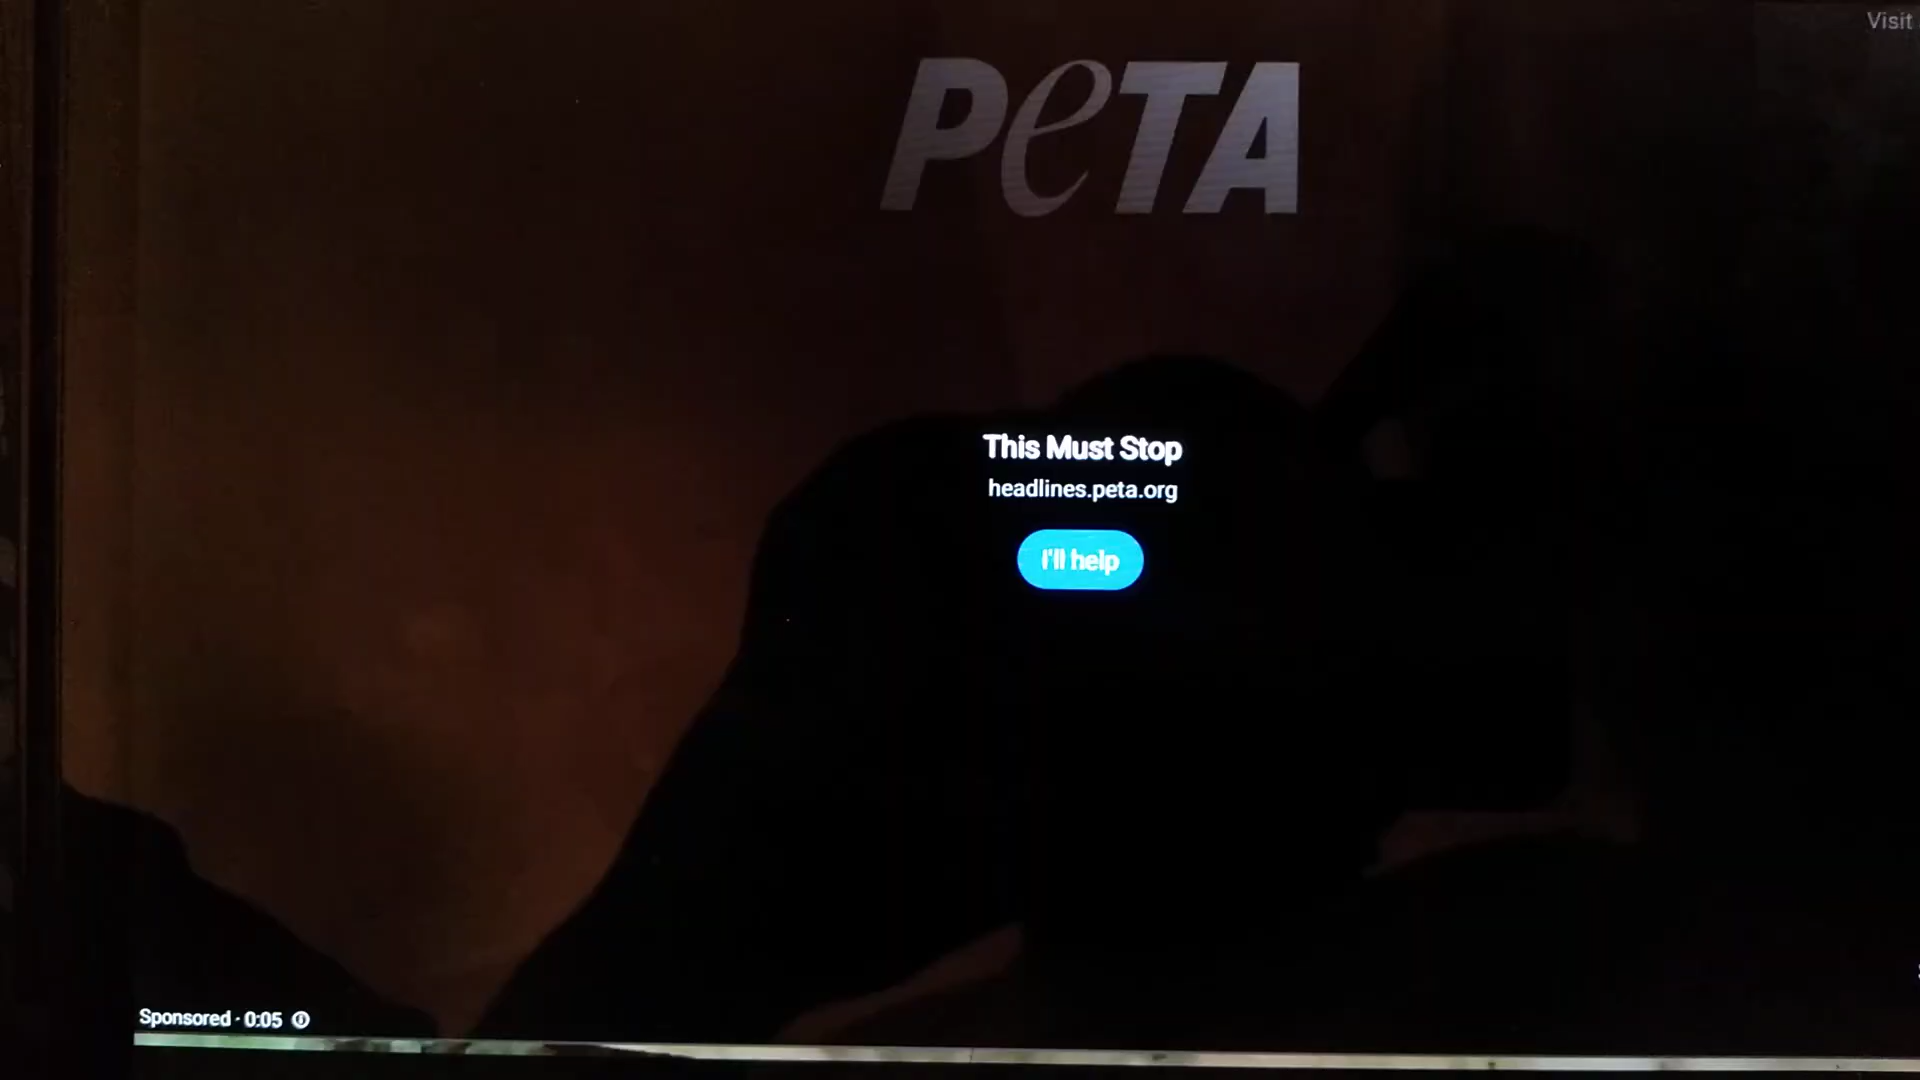 Visit
PeTA
This Must Stop
headlines.peta.org
I'll help
Sponsored · 0:05